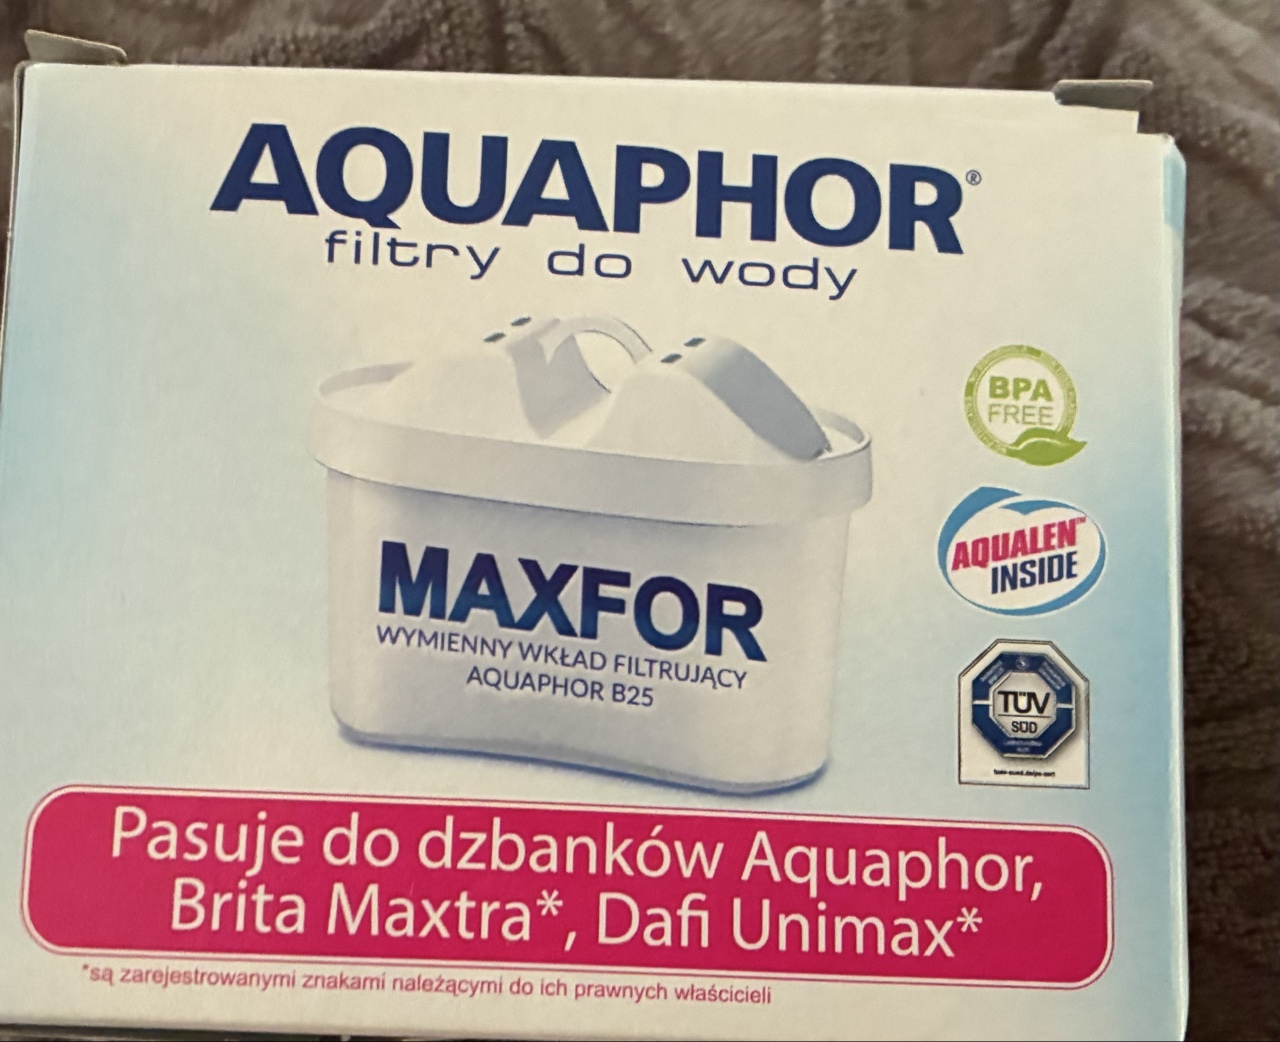 AQUAPHOR®
filtry do wody
BPA
FREE
AQUALEN™
INSIDE
MAXFOR
WYMIENNY WKŁAD FILTRUJĄCY
AQUAPHOR B25
TÜV
SÜD
Pasuje do dzbanków Aquaphor,
Brita Maxtra*, Dafi Unimax*
*są zarejestrowanymi znakami należącymi do ich prawnych właścicieli